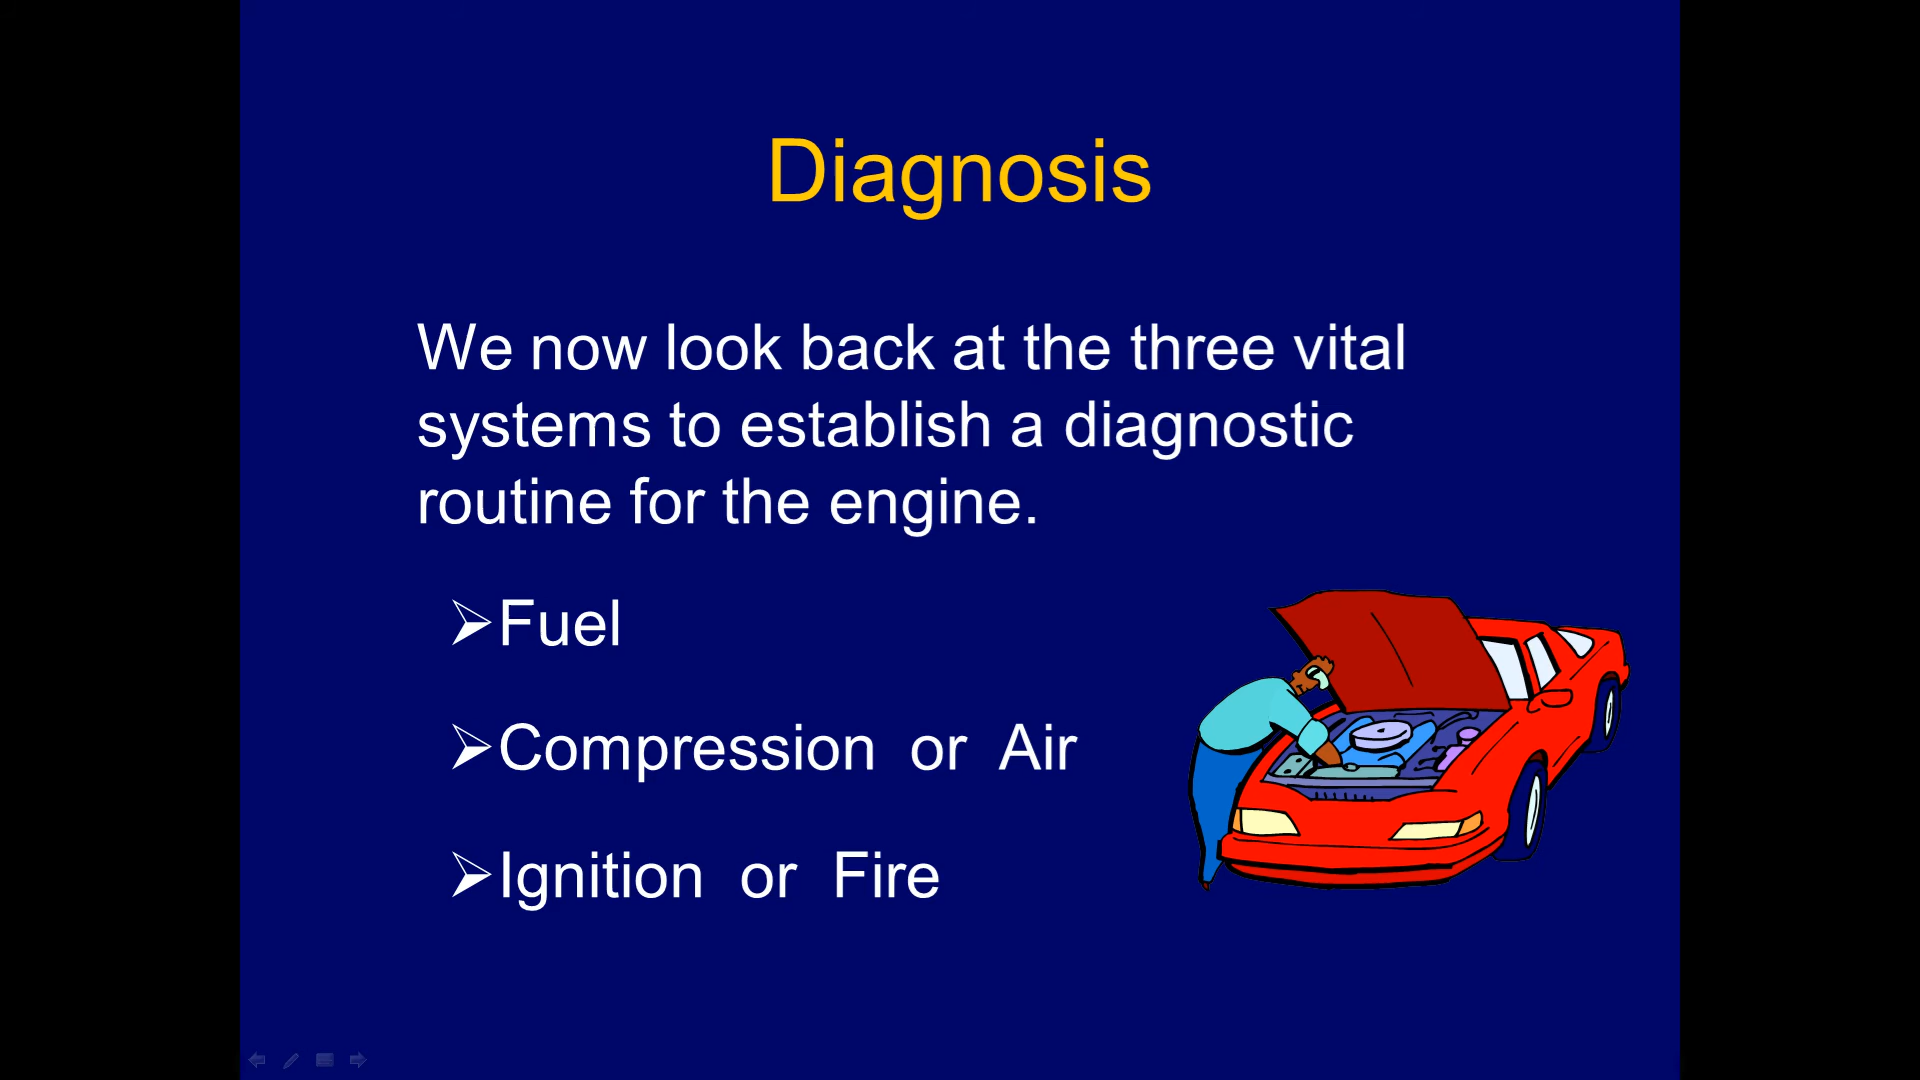 Diagnosis
We now look back at the three vital
systems to establish a diagnostic
routine for the engine.
➢Fuel
➢Compression or Air
➢Ignition or Fire